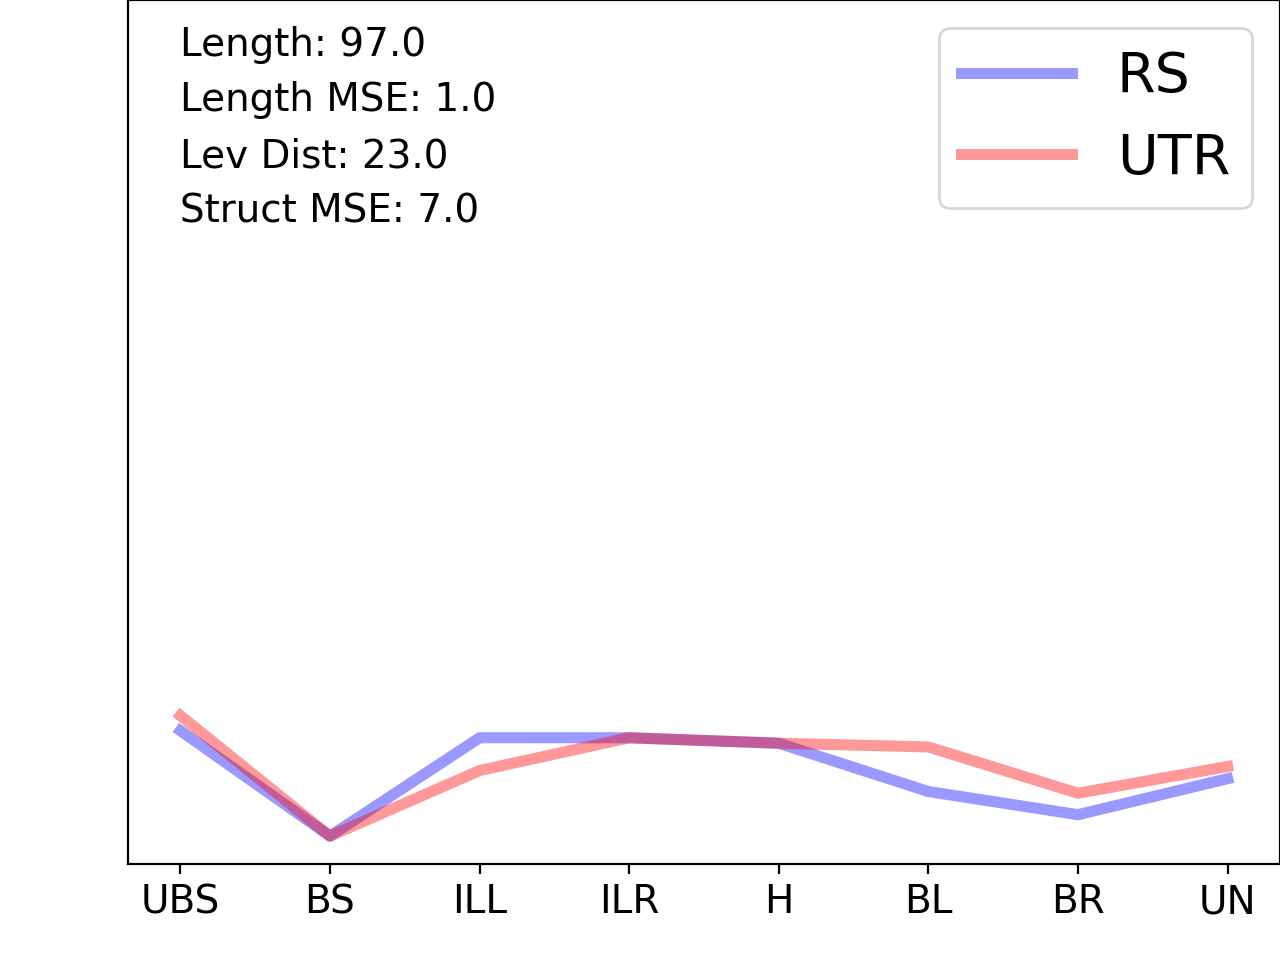 Length: 97.0
Length MSE: 1.0
Lev Dist: 23.0
Struct MSE: 7.0
RS
UTR
UBS BS ILL ILR H BL BR UN